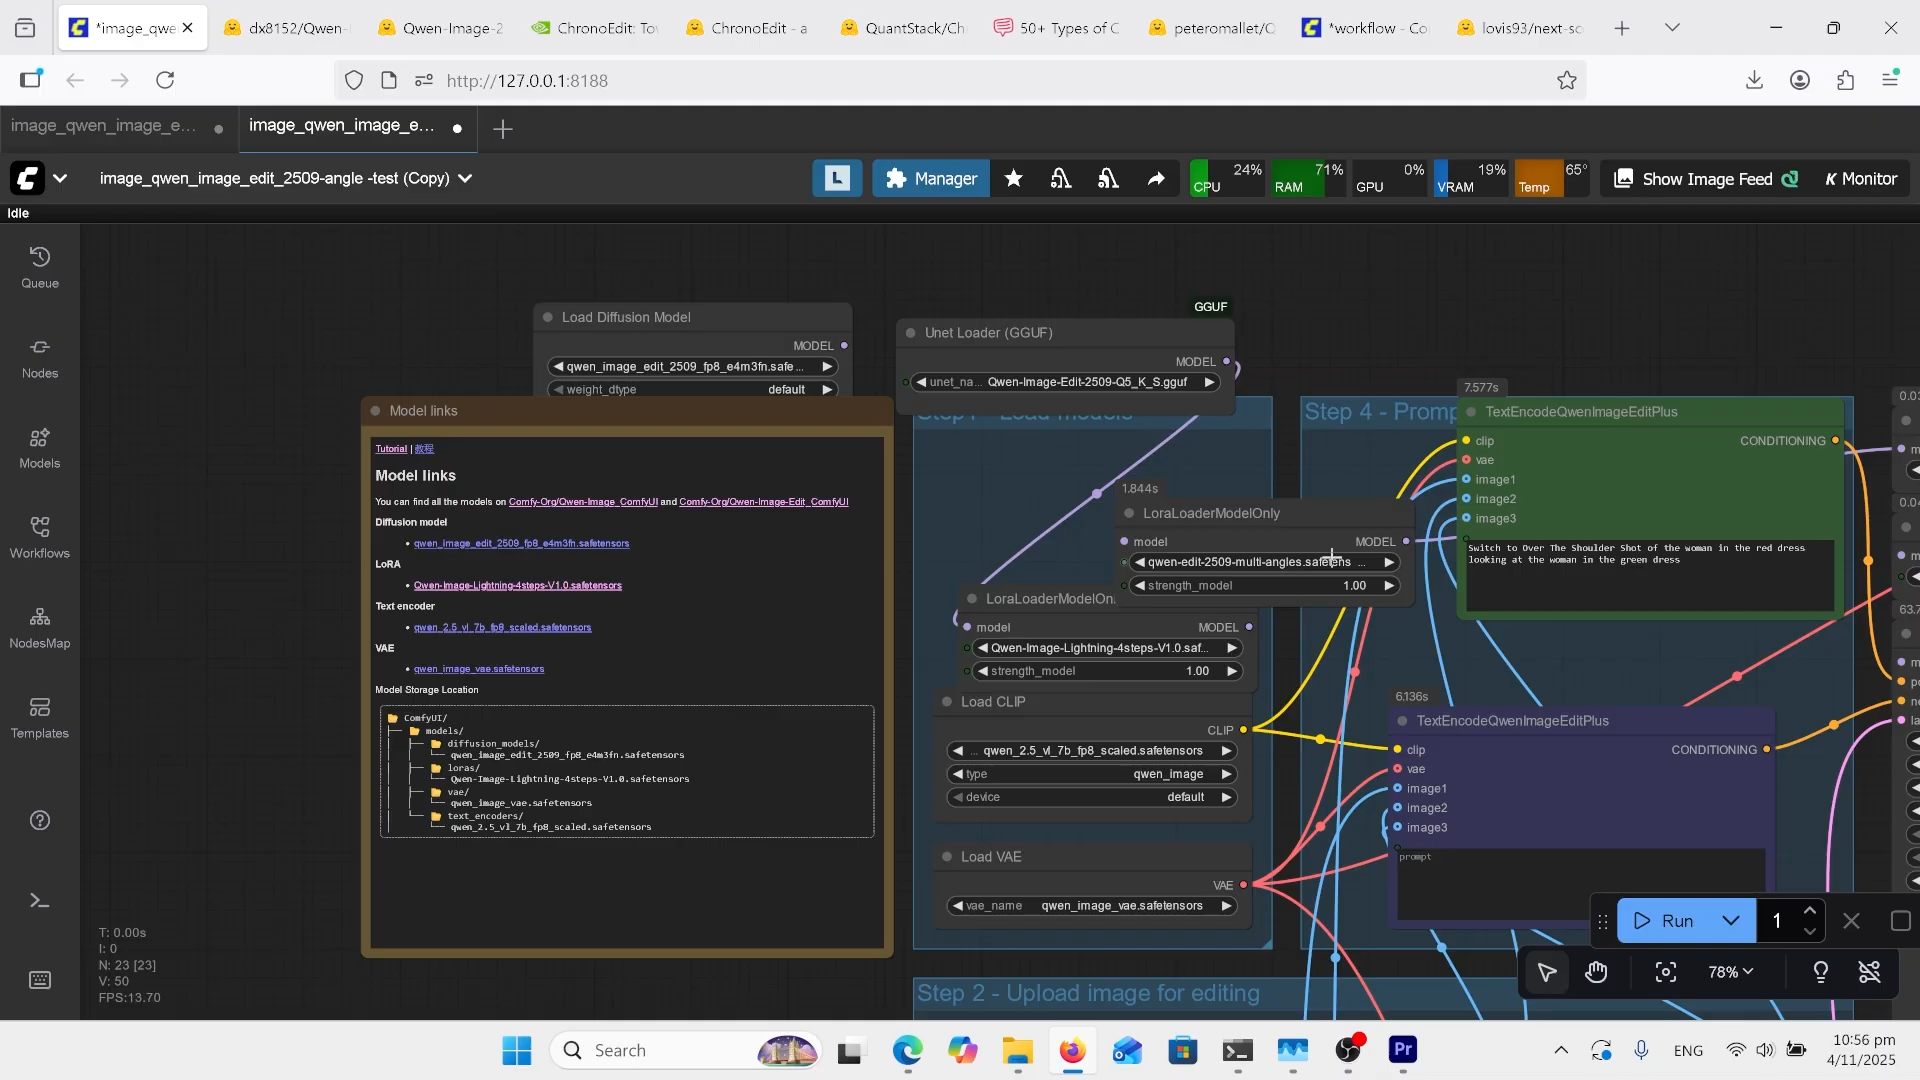 *image_qwe
dx8152/Qwen-
Qwen-Image-2
ChronoEdit: To
ChronoEdit - a
QuantStack/Ch
50+ Types of C
peteromallet/Q
*workflow - Co
lovis93/next-sc
http://127.0.0.1:8188
image_qwen_image_e...
image_qwen_image_e...
image_qwen_image_edit_2509-angle -test (Copy)
L
Manager
CPU 24%
RAM 71%
GPU 0%
VRAM 19%
Temp 65°
Show Image Feed
Monitor
Idle
Queue
Nodes
Models
Workflows
NodesMap
Templates
Load Diffusion Model
MODEL
qwen_image_edit_2509_fp8_e4m3fn.safe ...
weight_dtype default
GGUF
Unet Loader (GGUF)
MODEL
unet_na... Qwen-Image-Edit-2509-Q5_K_S.gguf
Model links
Tutorial | 教程
Model links
You can find all the models on Comfy-Org/Qwen-Image_ComfyUI and Comfy-Org/Qwen-Image-Edit_ComfyUI
Diffusion model
• qwen_image_edit_2509_fp8_e4m3fn.safetensors
LoRA
• Qwen-Image-Lightning-4steps-V1.0.safetensors
Text encoder
• qwen_2.5_vl_7b_fp8_scaled.safetensors
VAE
• qwen_image_vae.safetensors
Model Storage Location
ComfyUI/
models/
diffusion_models/
qwen_image_edit_2509_fp8_e4m3fn.safetensors
loras/
Qwen-Image-Lightning-4steps-V1.0.safetensors
vae/
qwen_image_vae.safetensors
text_encoders/
qwen_2.5_vl_7b_fp8_scaled.safetensors
Step 1 - Load models
1.844s
LoraLoaderModelOnly
model MODEL
qwen-edit-2509-multi-angles.safetens ...
strength_model 1.00
LoraLoaderModelOn
model MODEL
Qwen-Image-Lightning-4steps-V1.0.saf...
strength_model 1.00
Load CLIP
CLIP
... qwen_2.5_vl_7b_fp8_scaled.safetensors
type qwen_image
device default
Load VAE
VAE
vae_name qwen_image_vae.safetensors
Step 2 - Upload image for editing
Step 4 - Promp
7.577s
TextEncodeQwenImageEditPlus
clip CONDITIONING
vae
image1
image2
image3
Switch to Over The Shoulder Shot of the woman in the red dress
looking at the woman in the green dress
6.136s
TextEncodeQwenImageEditPlus
clip CONDITIONING
vae
image1
image2
image3
prompt
0.03
0.04
63.7
Run
1
78%
T: 0.00s
I: 0
N: 23 [23]
V: 50
FPS:13.70
Search
ENG
10:56 pm
4/11/2025